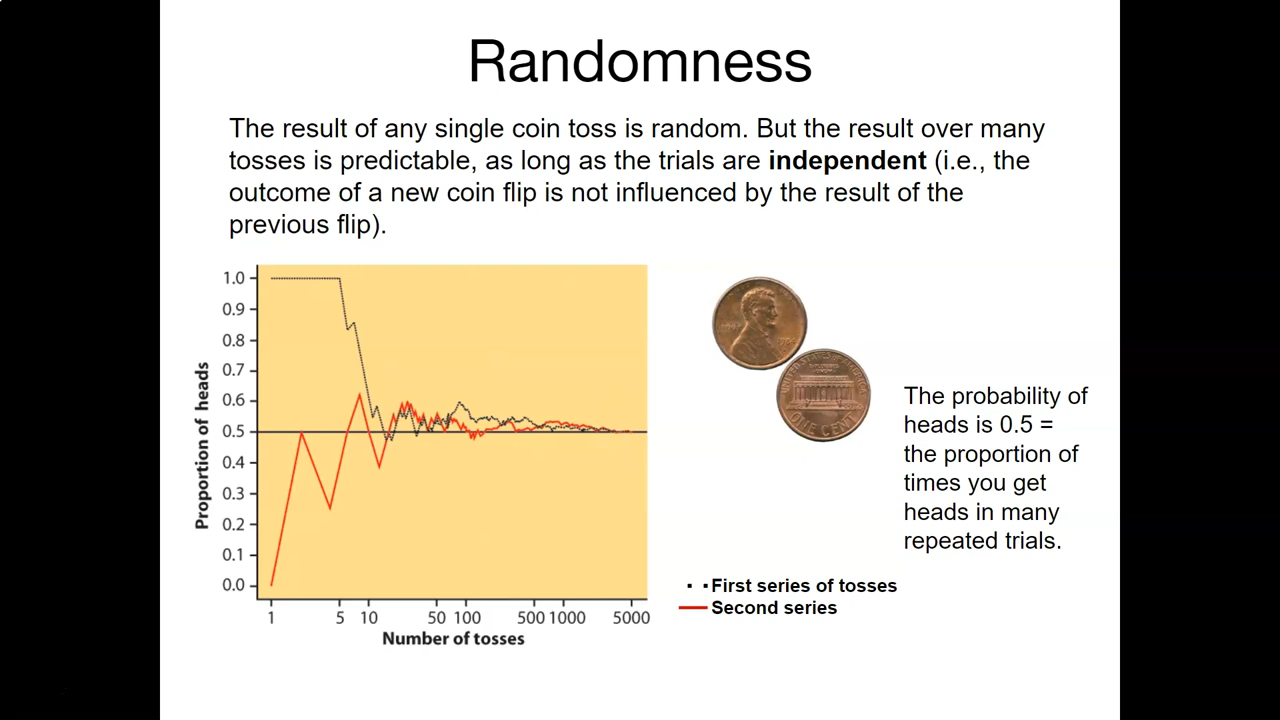 Randomness
The result of any single coin toss is random. But the result over many
tosses is predictable, as long as the trials are independent (i.e., the
outcome of a new coin flip is not influenced by the result of the
previous flip).
Proportion of heads
1.0
0.9
0.8
0.7
0.6
0.5
0.4
0.3
0.2
0.1
0.0
1 5 10 50 100 500 1000 5000
Number of tosses
ONE CENT
The probability of
heads is 0.5 =
the proportion of
times you get
heads in many
repeated trials.
First series of tosses
Second series